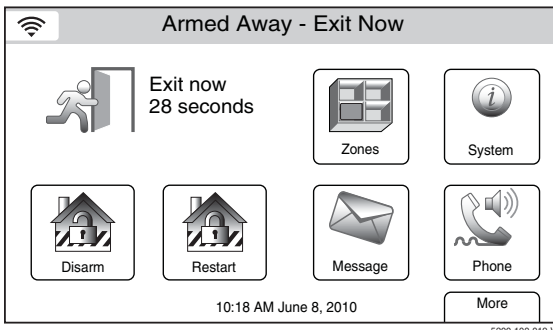 Armed Away - Exit Now
Exit now
28 seconds
Zones
System
Disarm
Restart
Message
Phone
10:18 AM June 8, 2010
More